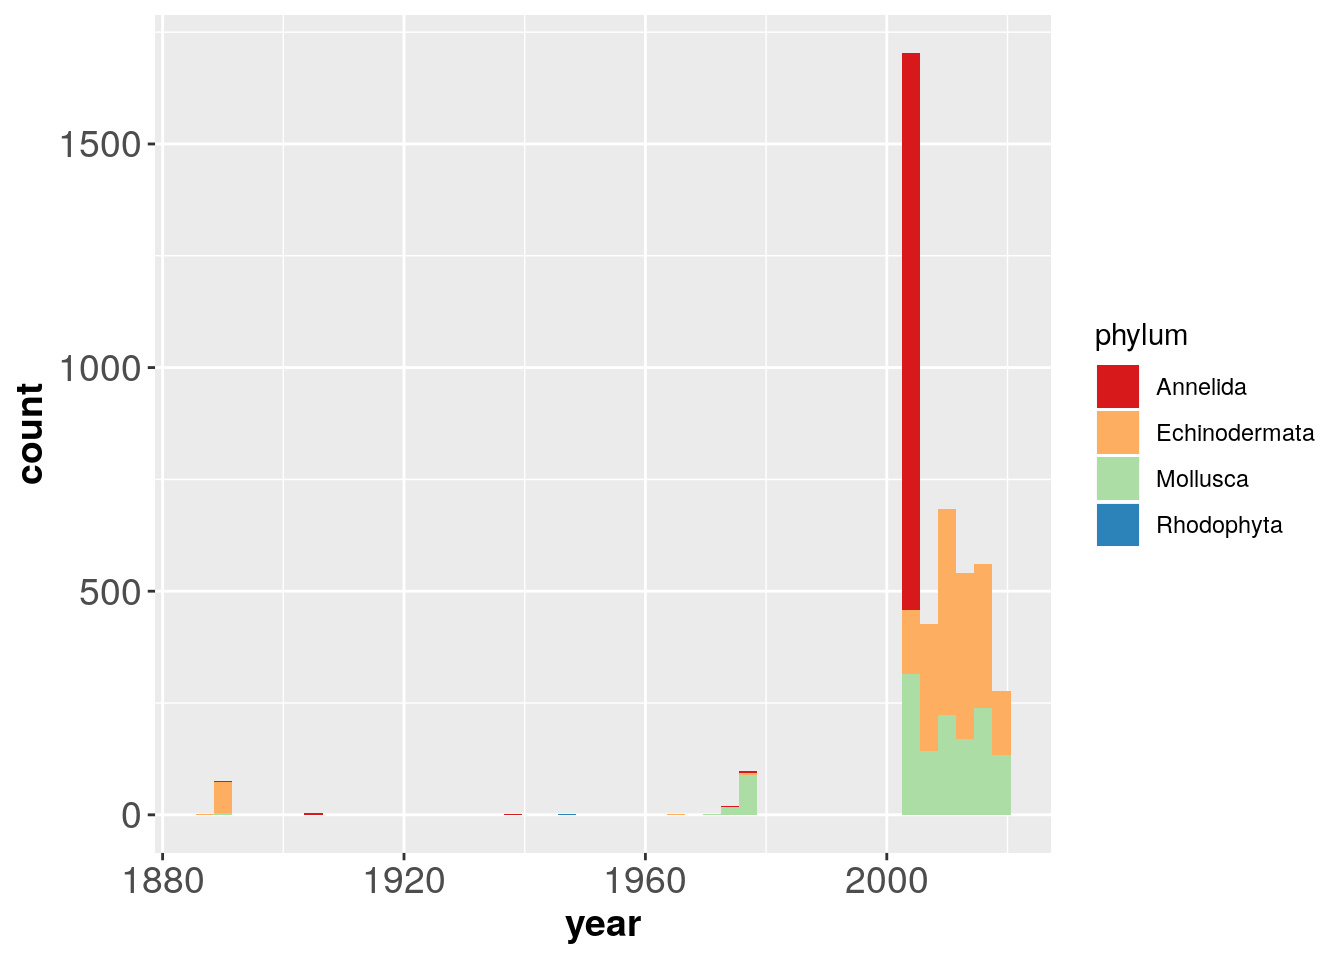 1500
1000
500
0
count
1880
1920
1960
2000
year
phylum
Annelida
Echinodermata
Mollusca
Rhodophyta